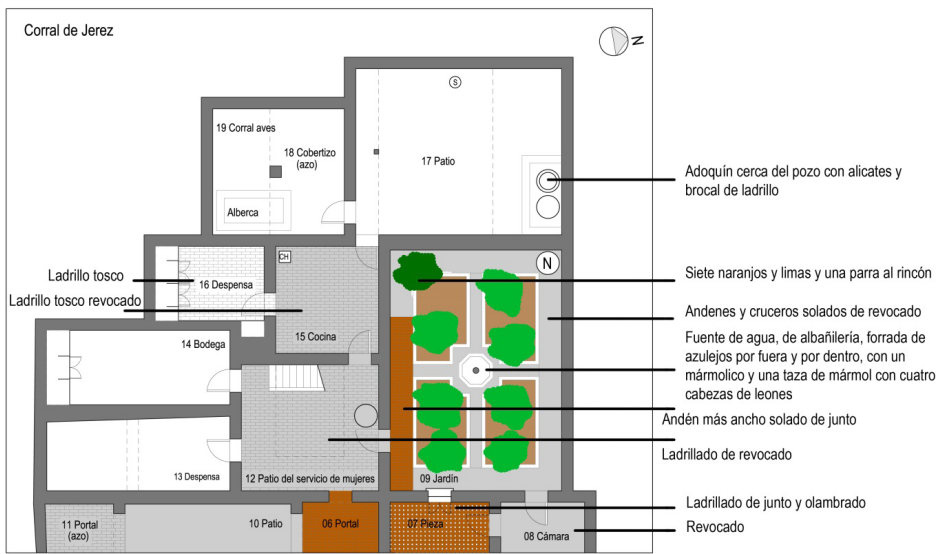 Corral de Jerez
N
19 Corral aves
18 Cobertizo
(azo)
Alberca
S
17 Patio
Adoquín cerca del pozo con alicates y
brocal de ladrillo
CH
N
Siete naranjos y limas y una parra al rincón
Ladrillo tosco
16 Despensa
Ladrillo tosco revocado
Andenes y cruceros solados de revocado
15 Cocina
14 Bodega
Fuente de agua, de albañilería, forrada de
azulejos por fuera y por dentro, con un
mármolico y una taza de mármol con cuatro
cabezas de leones
Andén más ancho solado de junto
Ladrillado de revocado
13 Despensa
12 Patio del servicio de mujeres
09 Jardín
Ladrillado de junto y olambrado
11 Portal
(azo)
10 Patio
06 Portal
07 Pieza
08 Cámara
Revocado